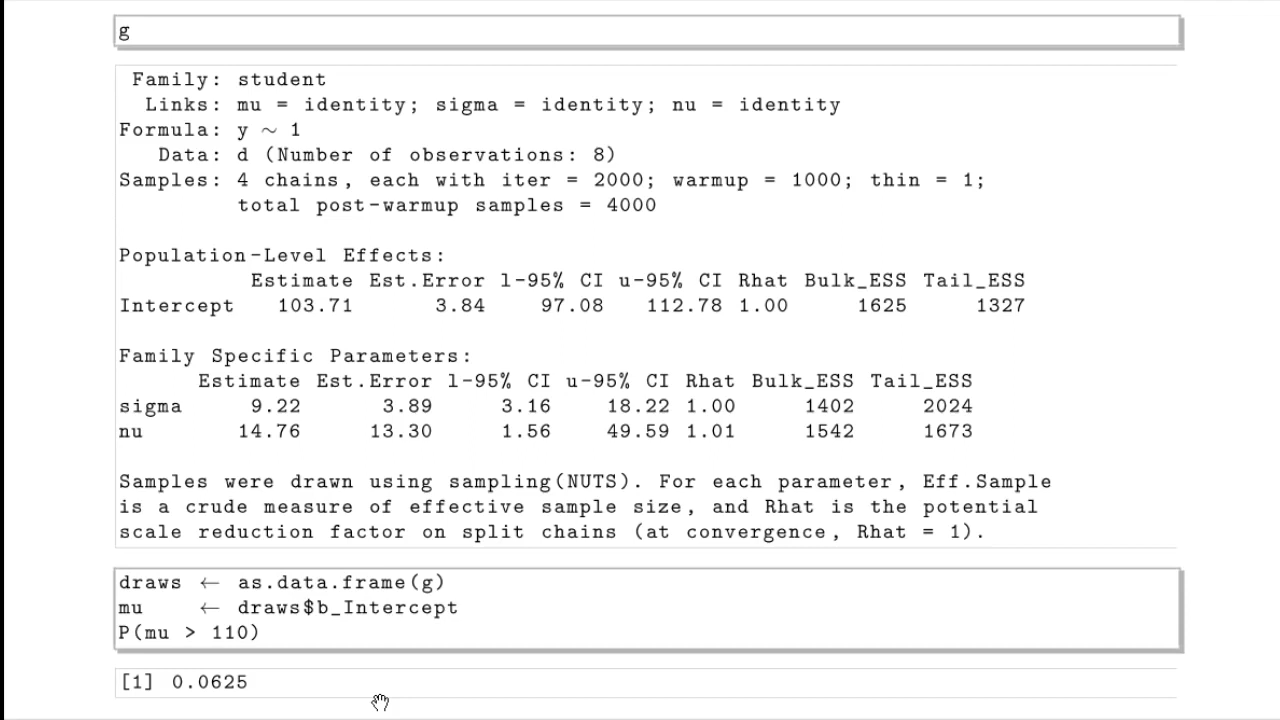 g
Family: student
Links: mu = identity; sigma = identity; nu = identity
Formula: y ∼ 1
Data: d (Number of observations: 8)
Samples: 4 chains, each with iter = 2000; warmup = 1000; thin = 1;
total post-warmup samples = 4000
Population-Level Effects:
Estimate Est.Error l-95% CI u-95% CI Rhat Bulk_ESS Tail_ESS
Intercept 103.71 3.84 97.08 112.78 1.00 1625 1327
Family Specific Parameters:
Estimate Est.Error l-95% CI u-95% CI Rhat Bulk_ESS Tail_ESS
sigma 9.22 3.89 3.16 18.22 1.00 1402 2024
nu 14.76 13.30 1.56 49.59 1.01 1542 1673
Samples were drawn using sampling(NUTS). For each parameter, Eff.Sample
is a crude measure of effective sample size, and Rhat is the potential
scale reduction factor on split chains (at convergence, Rhat = 1).
draws ← as.data.frame(g)
mu ← draws$b_Intercept
P(mu > 110)
[1] 0.0625